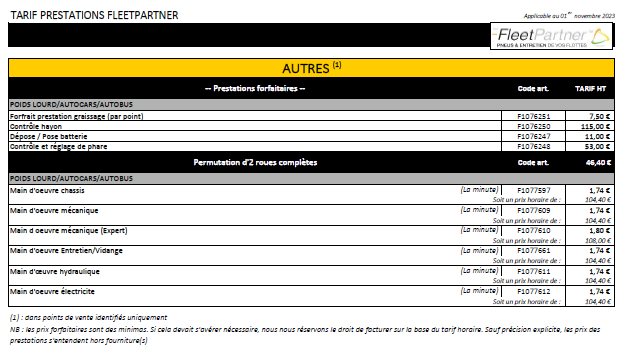 TARIF PRESTATIONS FLEETPARTNER
Applicable au 01er novembre 2023
FleetPartner
PNEUS & ENTRETIEN DE VOS FLOTTES
AUTRES (1)
-- Prestations forfaitaires -- Code art. TARIF HT
POIDS LOURD/AUTOCARS/AUTOBUS
Forfrait prestation graissage (par point) F1076251 7,50 €
Contrôle hayon F1076250 115,00 €
Dépose / Pose batterie F1076247 11,00 €
Contrôle et réglage de phare F1076248 53,00 €
Permutation d'2 roues complètes Code art. 46,40 €
POIDS LOURD/AUTOCARS/AUTOBUS
Main d'oeuvre chassis (La minute) F1077597 1,74 €
Soit un prix horaire de : 104,40 €
Main d'oeuvre mécanique (La minute) F1077609 1,74 €
Soit un prix horaire de : 104,40 €
Main d oeuvre mécanique (Expert) (La minute) F1077610 1,80 €
Soit un prix horaire de : 108,00 €
Main d'oeuvre Entretien/Vidange (La minute) F1077661 1,74 €
Soit un prix horaire de : 104,40 €
Main d'œuvre hydraulique (La minute) F1077611 1,74 €
Soit un prix horaire de : 104,40 €
Main d'oeuvre électricite (La minute) F1077612 1,74 €
Soit un prix horaire de : 104,40 €
(1) : dans points de vente identifiés uniquement
NB : les prix forfaitaires sont des minimas. Si cela devait s'avérer nécessaire, nous nous réservons le droit de facturer sur la base du tarif horaire. Sauf précision explicite, les prix des
prestations s'entendent hors fourniture(s)